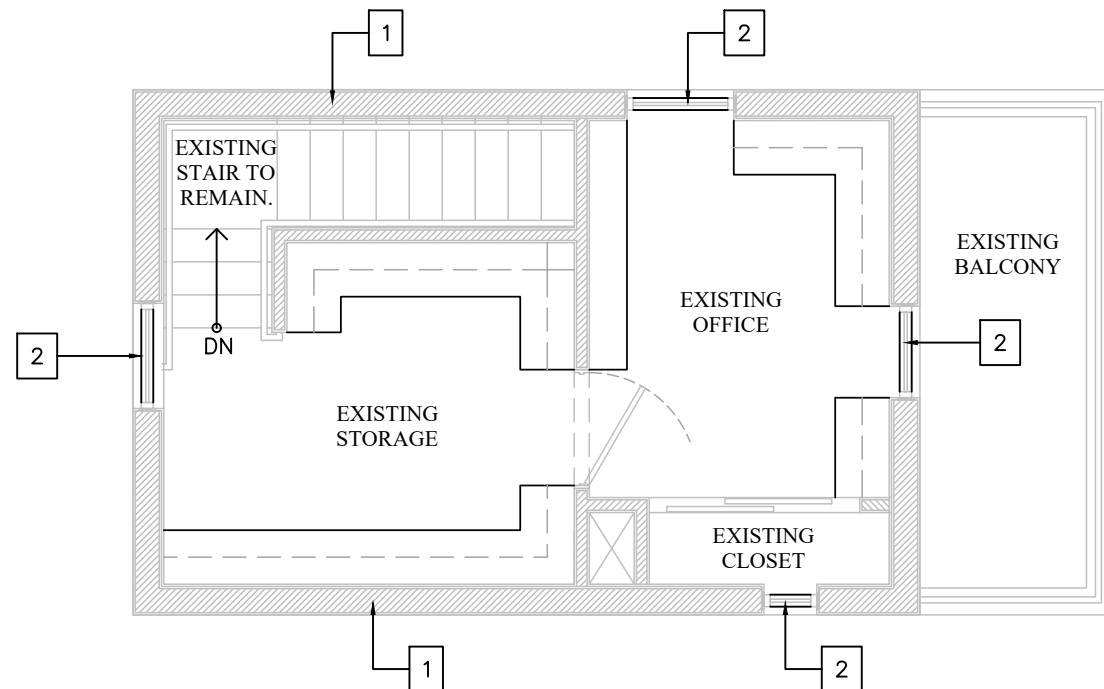 1
2
EXISTING
STAIR TO
REMAIN.
EXISTING
BALCONY
EXISTING
OFFICE
DN
2
2
EXISTING
STORAGE
EXISTING
CLOSET
1
2